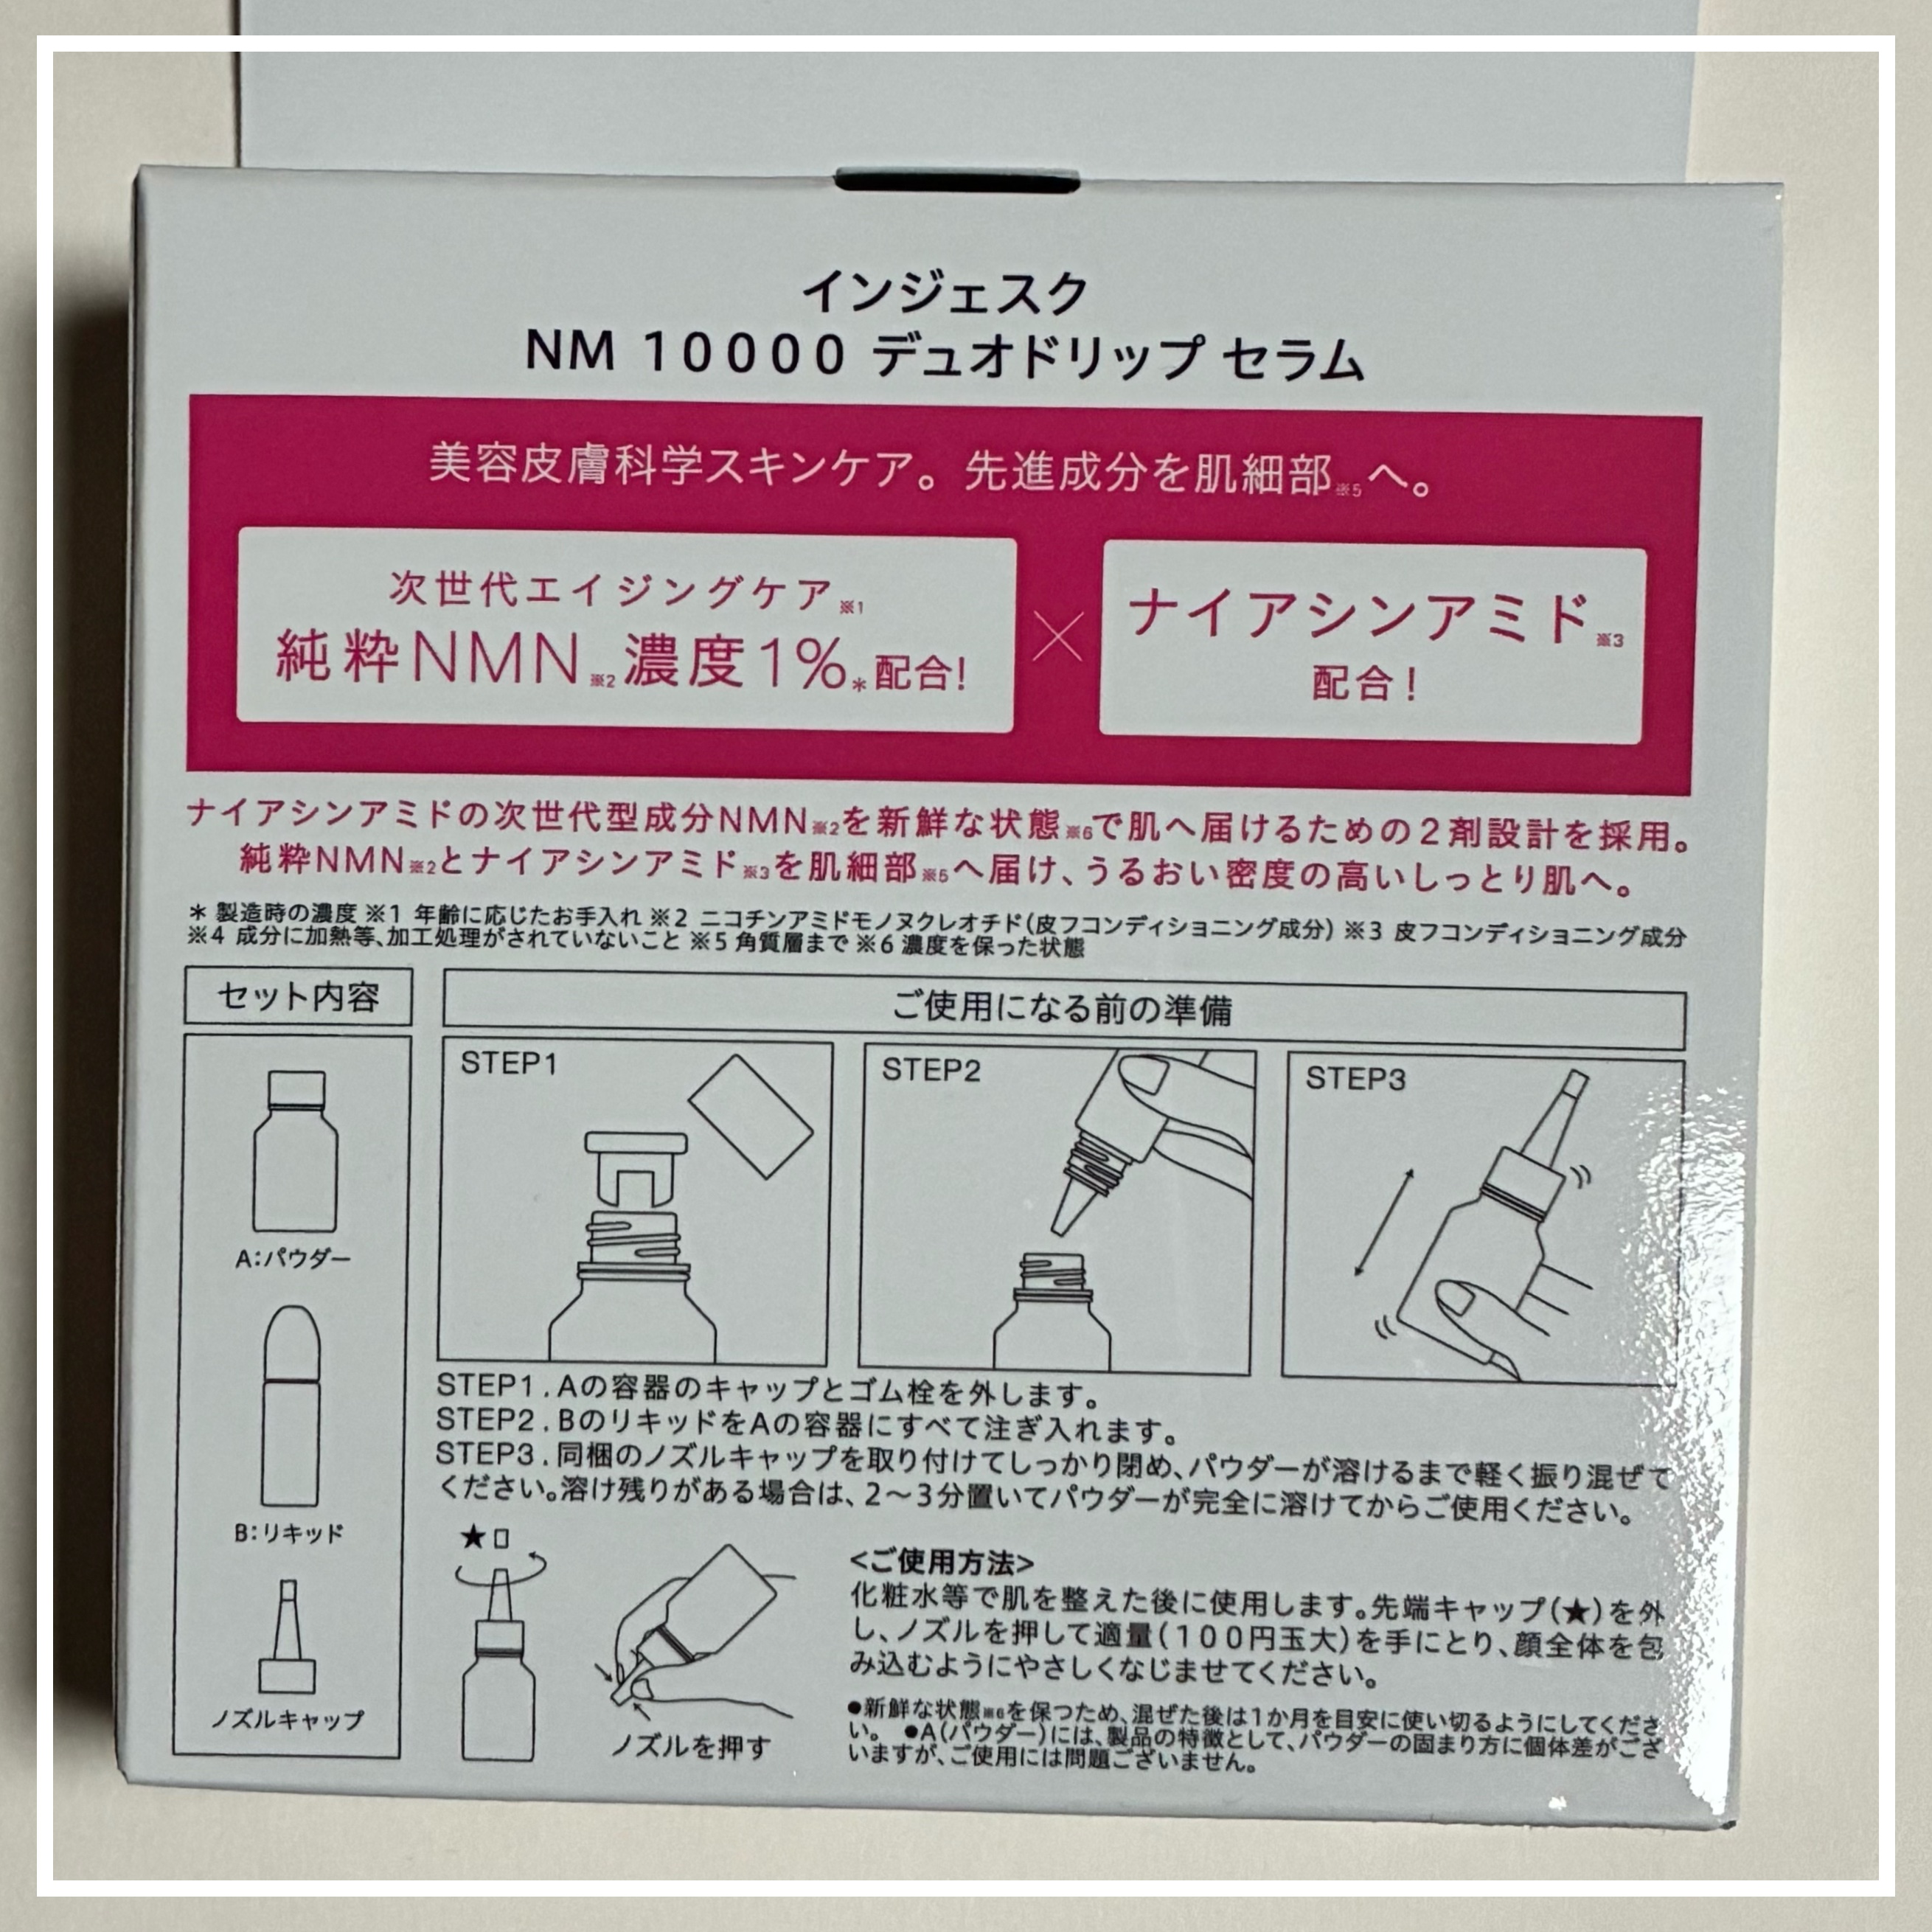 インジェスク
NM 10000 デュオドリップ セラム
美容皮膚科学スキンケア。先進成分を肌細部※5へ。
次世代エイジングケア※1
純粋NMN※2濃度1%*配合!
×
ナイアシンアミド※3
配合!
ナイアシンアミドの次世代型成分NMN※2を新鮮な状態※6で肌へ届けるための2剤設計を採用。
純粋NMN※2とナイアシンアミド※3を肌細部※5へ届け、うるおい密度の高いしっとり肌へ。
* 製造時の濃度 ※1 年齢に応じたお手入れ ※2 ニコチンアミドモノヌクレオチド(皮フコンディショニング成分) ※3 皮フコンディショニング成分
※4 成分に加熱等、加工処理がされていないこと ※5 角質層まで ※6 濃度を保った状態
セット内容
A:パウダー
B:リキッド
ノズルキャップ
ご使用になる前の準備
STEP1
STEP2
STEP3
STEP1.Aの容器のキャップとゴム栓を外します。
STEP2.BのリキッドをAの容器にすべて注ぎ入れます。
STEP3.同梱のノズルキャップを取り付けてしっかり閉め、パウダーが溶けるまで軽く振り混ぜて
ください。溶け残りがある場合は、2〜3分置いてパウダーが完全に溶けてからご使用ください。
★
ノズルを押す
<ご使用方法>
化粧水等で肌を整えた後に使用します。先端キャップ(★)を外
し、ノズルを押して適量(100円玉大)を手にとり、顔全体を包
み込むようにやさしくなじませてください。
●新鮮な状態※6を保つため、混ぜた後は1か月を目安に使い切るようにしてくださ
い。 ●A(パウダー)には、製品の特徴として、パウダーの固まり方に個体差がござ
いますが、ご使用には問題ございません。